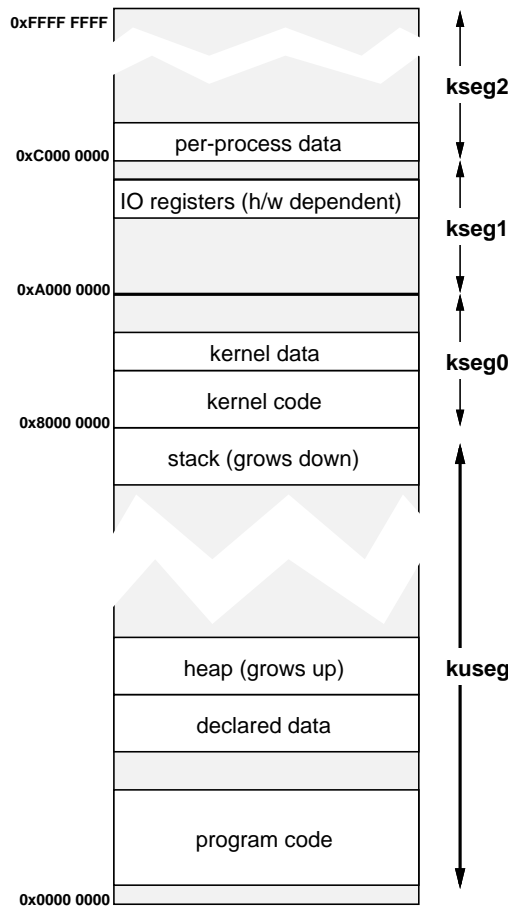 0xFFFF FFFF
kseg2
per-process data
0xC000 0000
IO registers (h/w dependent)
kseg1
0xA000 0000
kernel data
kseg0
kernel code
0x8000 0000
stack (grows down)
heap (grows up)
kuseg
declared data
program code
0x0000 0000